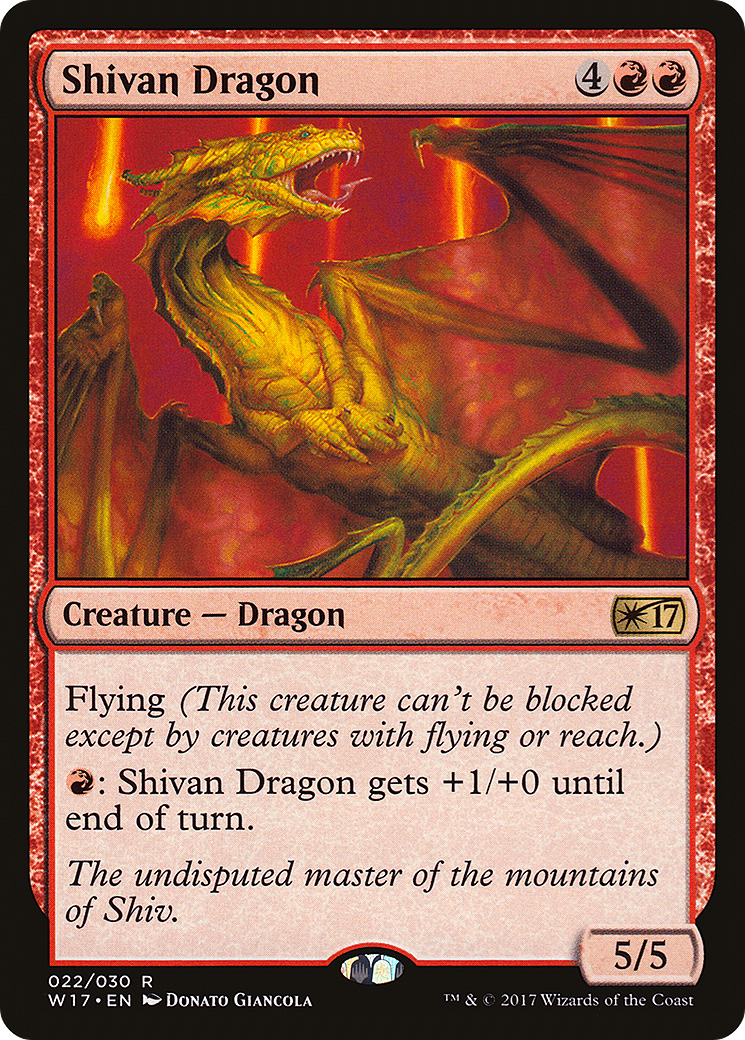 Shivan Dragon
4
Creature — Dragon
17
Flying (This creature can't be blocked
except by creatures with flying or reach.)
: Shivan Dragon gets +1/+0 until
end of turn.
The undisputed master of the mountains
of Shiv.
5/5
022/030 R
W17 • EN Donato Giancola
™ & © 2017 Wizards of the Coast